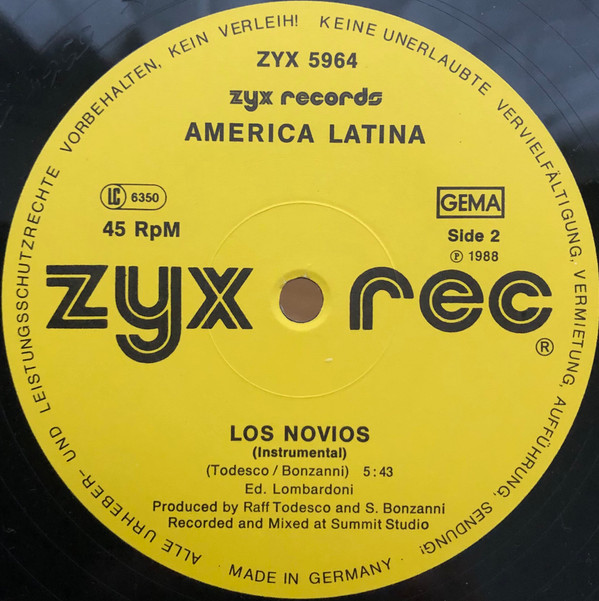 ALLE URHEBER- UND LEISTUNGSSCHUTZRECHTE VORBEHALTEN, KEIN VERLEIH! KEINE UNERLAUBTE VERVIELFÄLTIGUNG, VERMIETUNG, AUFFÜHRUNG, SENDUNG!
ZYX 5964
zyx records
AMERICA LATINA
LC 6350
GEMA
45 RpM
Side 2
Ⓟ 1988
zyx rec
®
LOS NOVIOS
(Instrumental)
(Todesco/Bonzanni) 5:43
Ed. Lombardoni
Produced by Raff Todesco and S. Bonzanni
Recorded and Mixed at Summit Studio
· MADE IN GERMANY ·